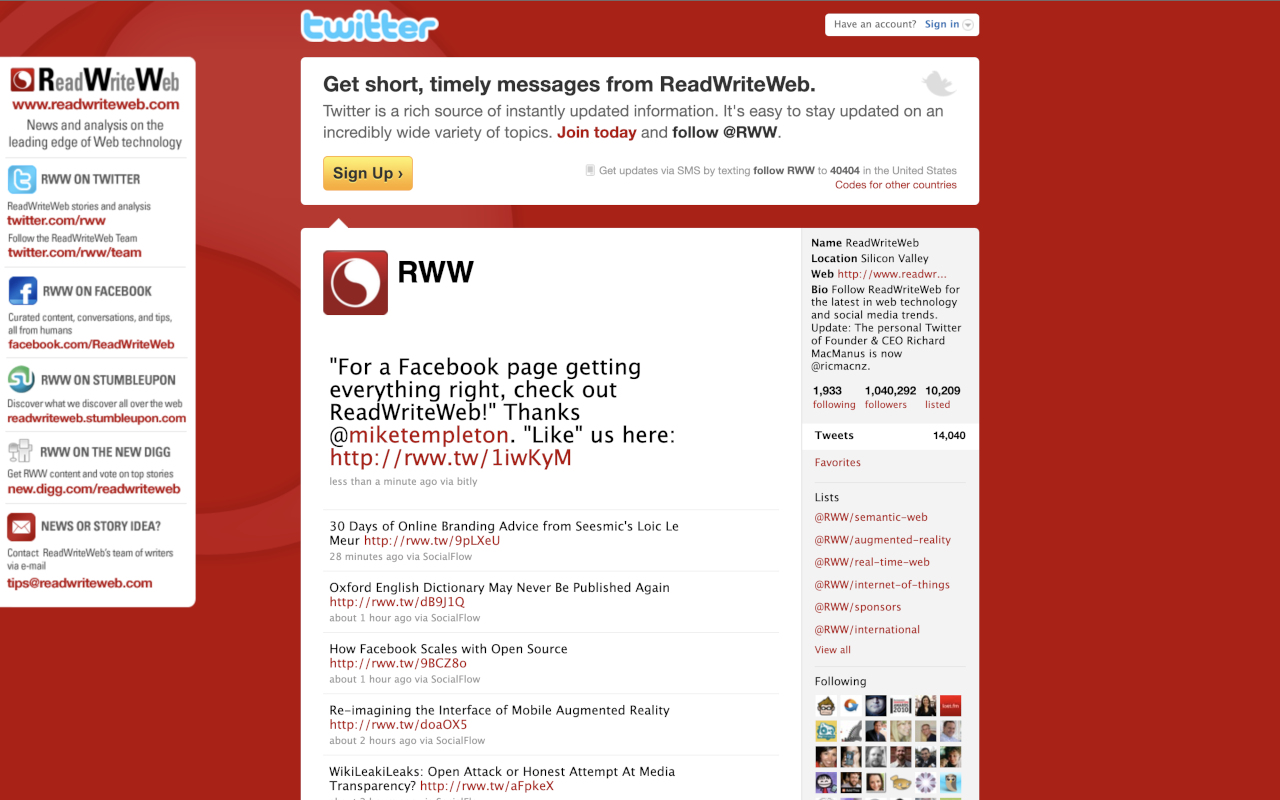 twitter
Have an account? Sign in
ReadWriteWeb
www.readwriteweb.com
News and analysis on the
leading edge of Web technology
RWW ON TWITTER
ReadWriteWeb stories and analysis
twitter.com/rww
Follow the ReadWriteWeb Team
twitter.com/rww/team
RWW ON FACEBOOK
Curated content, conversations, and tips,
all from humans
facebook.com/ReadWriteWeb
RWW ON STUMBLEUPON
Discover what we discover all over the web
readwriteweb.stumbleupon.com
RWW ON THE NEW DIGG
Get RWW content and vote on top stories
new.digg.com/readwriteweb
NEWS OR STORY IDEA?
Contact ReadWriteWeb's team of writers
via e-mail
tips@readwriteweb.com
Get short, timely messages from ReadWriteWeb.
Twitter is a rich source of instantly updated information. It's easy to stay updated on an
incredibly wide variety of topics. Join today and follow @RWW.
Sign Up ›
Get updates via SMS by texting follow RWW to 40404 in the United States
Codes for other countries
RWW
"For a Facebook page getting
everything right, check out
ReadWriteWeb!" Thanks
@miketempleton. "Like" us here:
http://rww.tw/1iwKyM
less than a minute ago via bitly
30 Days of Online Branding Advice from Seesmic's Loic Le
Meur http://rww.tw/9pLXeU
28 minutes ago via SocialFlow
Oxford English Dictionary May Never Be Published Again
http://rww.tw/dB9J1Q
about 1 hour ago via SocialFlow
How Facebook Scales with Open Source
http://rww.tw/9BCZ8o
about 1 hour ago via SocialFlow
Re-imagining the Interface of Mobile Augmented Reality
http://rww.tw/doaOX5
about 2 hours ago via SocialFlow
WikiLeakiLeaks: Open Attack or Honest Attempt At Media
Transparency? http://rww.tw/aFpkeX
Name ReadWriteWeb
Location Silicon Valley
Web http://www.readwr...
Bio Follow ReadWriteWeb for
the latest in web technology
and social media trends.
Update: The personal Twitter
of Founder & CEO Richard
MacManus is now
@ricmacnz.
1,933 1,040,292 10,209
following followers listed
Tweets 14,040
Favorites
Lists
@RWW/semantic-web
@RWW/augmented-reality
@RWW/real-time-web
@RWW/internet-of-things
@RWW/sponsors
@RWW/international
View all
Following